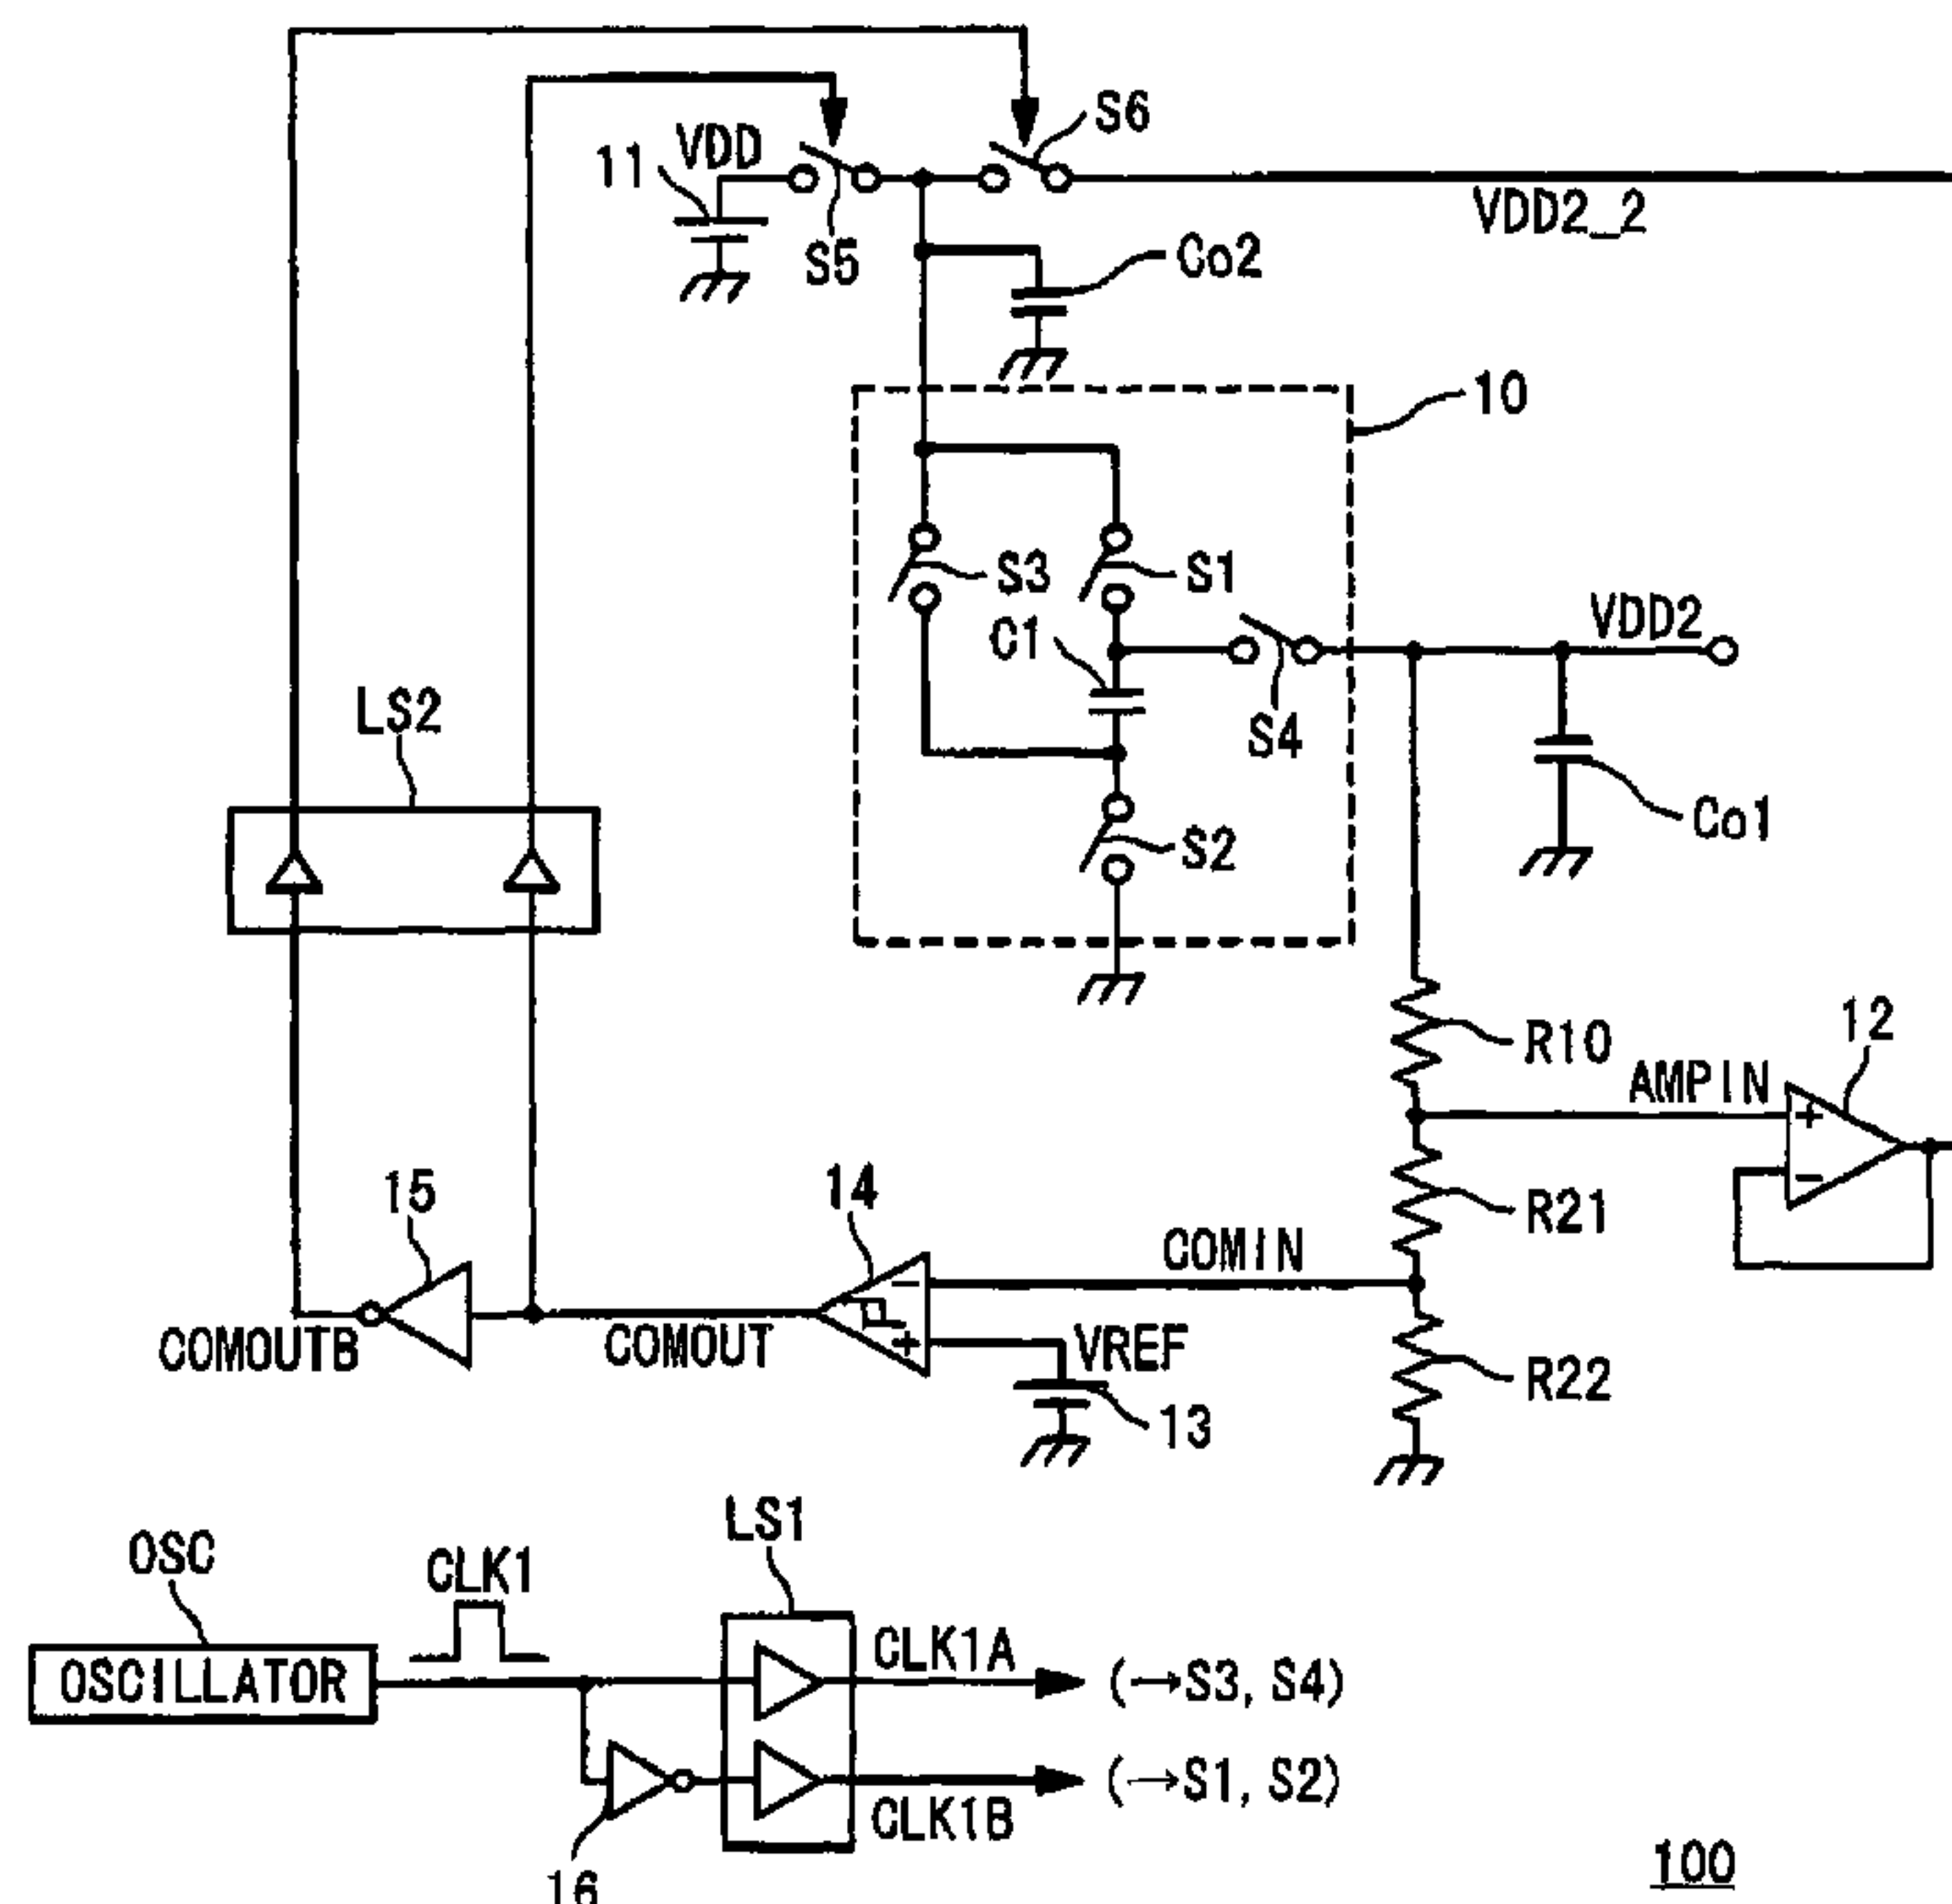 S6
11
VDD
VDD2_2
S5
Co2
10
S3
S1
C1
VDD2
LS2
S4
Co1
S2
R10
12
AMPIN
+
−
15
14
R21
COMIN
−
COMOUTB
COMOUT
+
VREF
R22
13
LS1
OSC
CLK1
OSCILLATOR
CLK1A
(→S3, S4)
(→S1, S2)
CLK1B
16
100